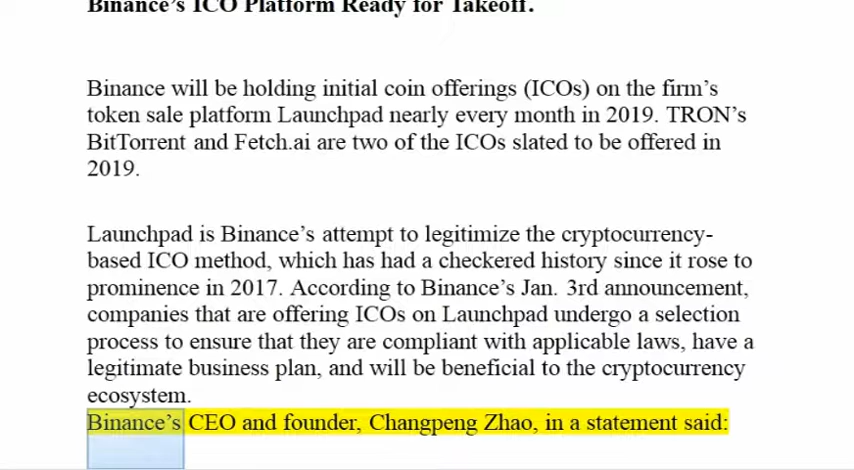 Binance's ICO Platform Ready for Takeoff.
Binance will be holding initial coin offerings (ICOs) on the firm's
token sale platform Launchpad nearly every month in 2019. TRON's
BitTorrent and Fetch.ai are two of the ICOs slated to be offered in
2019.
Launchpad is Binance's attempt to legitimize the cryptocurrency-
based ICO method, which has had a checkered history since it rose to
prominence in 2017. According to Binance's Jan. 3rd announcement,
companies that are offering ICOs on Launchpad undergo a selection
process to ensure that they are compliant with applicable laws, have a
legitimate business plan, and will be beneficial to the cryptocurrency
ecosystem.
Binance's CEO and founder, Changpeng Zhao, in a statement said: